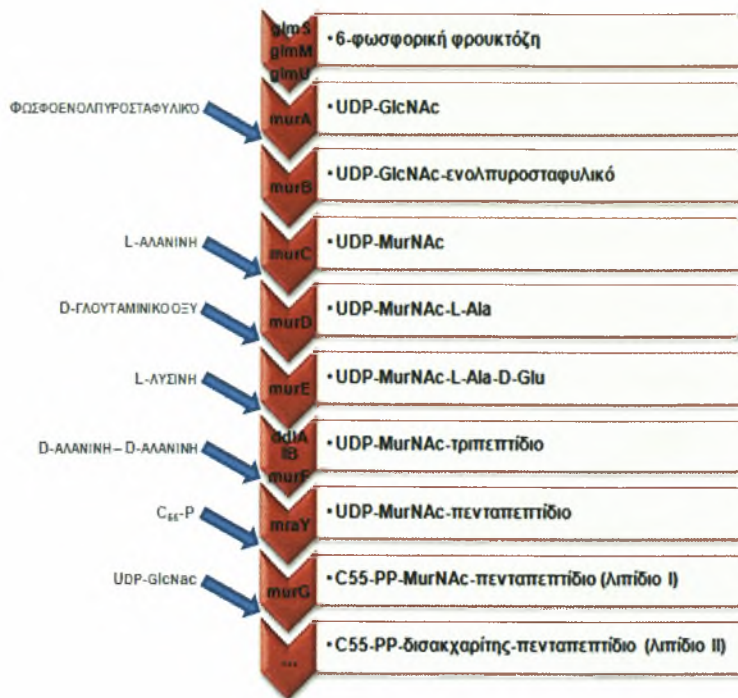 glmS
glmM
glmU
• 6-φωσφορική φρουκτόζη
ΦΩΣΦΟΕΝΟΛΠΥΡΟΣΤΑΦΥΛΙΚΌ
murA
• UDP-GlcNAc
murB
• UDP-GlcNAc-ενολπυροσταφυλικό
L-ΑΛΑΝΙΝΗ
murC
• UDP-MurNAc
D-ΓΛΟΥΤΑΜΙΝΙΚΟ ΟΞΥ
murD
• UDP-MurNAc-L-Ala
L-ΛΥΣΙΝΗ
murE
• UDP-MurNAc-L-Ala-D-Glu
D-ΑΛΑΝΙΝΗ – D-ΑΛΑΝΙΝΗ
ddlA
lB
murF
• UDP-MurNAc-τριπεπτίδιο
C₅₅-P
mraY
• UDP-MurNAc-πενταπεπτίδιο
UDP-GlcNac
murG
• C55-PP-MurNAc-πενταπεπτίδιο (λιπίδιο I)
...
• C55-PP-δισακχαρίτης-πενταπεπτίδιο (λιπίδιο II)